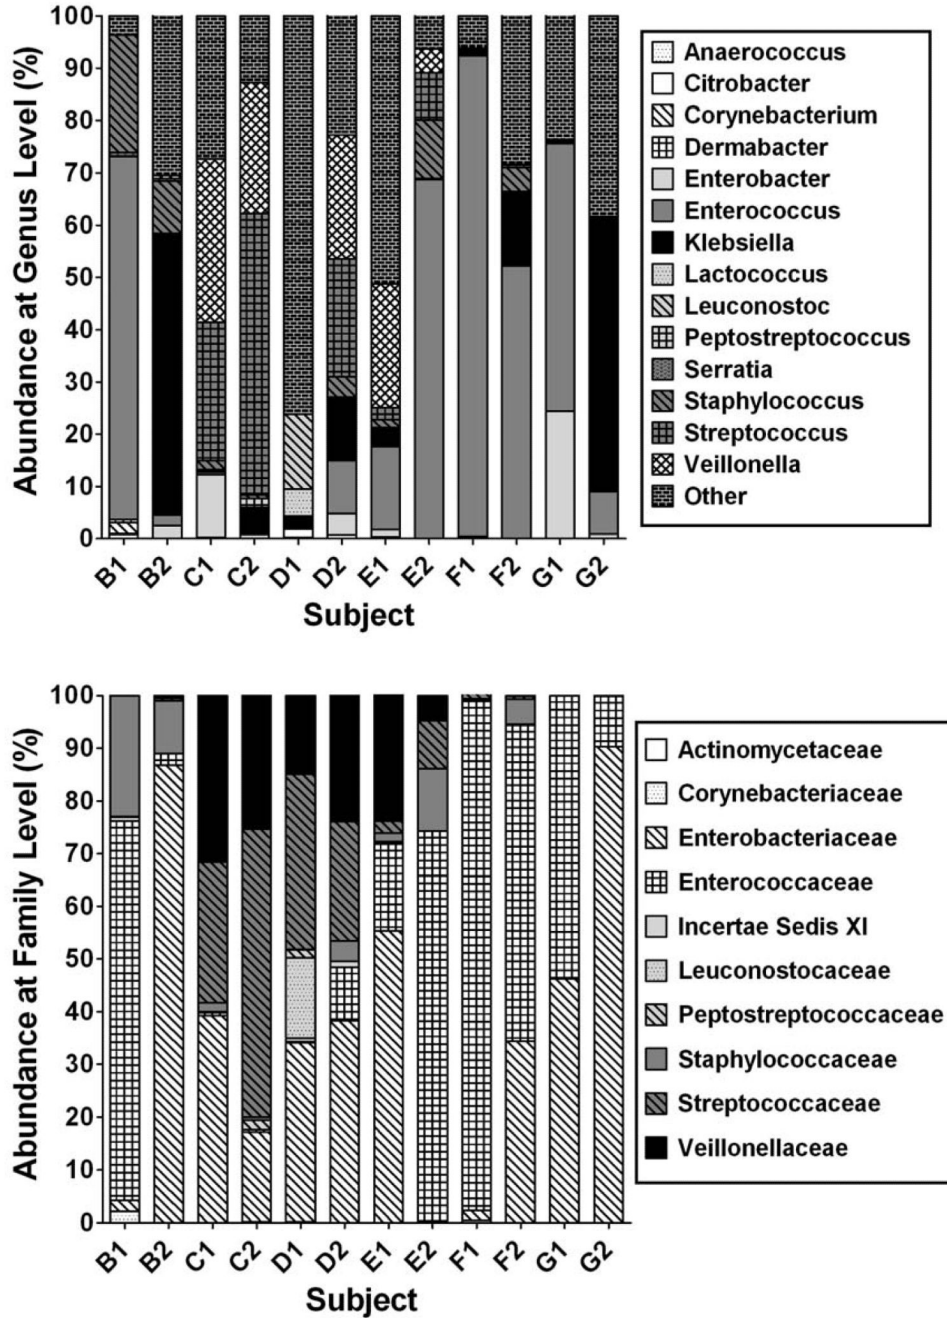 Abundance at Genus Level (%)
100
90
80
70
60
50
40
30
20
10
0
B1 B2 C1 C2 D1 D2 E1 E2 F1 F2 G1 G2
Subject
Anaerococcus
Citrobacter
Corynebacterium
Dermabacter
Enterobacter
Enterococcus
Klebsiella
Lactococcus
Leuconostoc
Peptostreptococcus
Serratia
Staphylococcus
Streptococcus
Veillonella
Other
Abundance at Family Level (%)
100
90
80
70
60
50
40
30
20
10
0
B1 B2 C1 C2 D1 D2 E1 E2 F1 F2 G1 G2
Subject
Actinomycetaceae
Corynebacteriaceae
Enterobacteriaceae
Enterococcaceae
Incertae Sedis XI
Leuconostocaceae
Peptostreptococcaceae
Staphylococcaceae
Streptococcaceae
Veillonellaceae